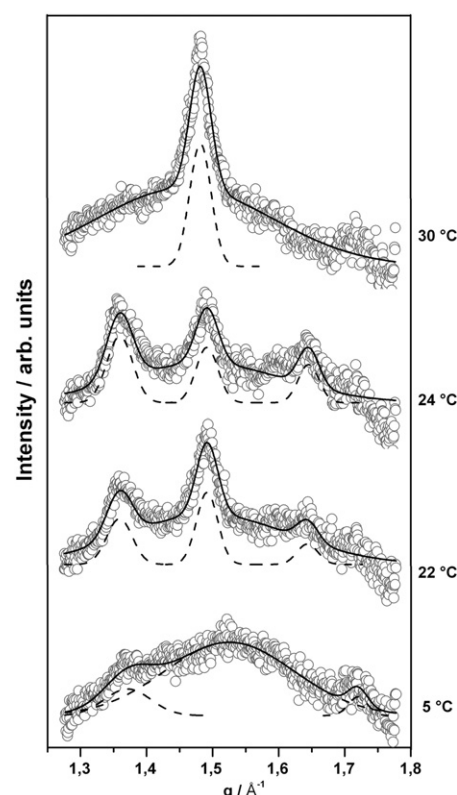 30 °C
24 °C
22 °C
5 °C
Intensity / arb. units
1,3 1,4 1,5 1,6 1,7 1,8
q / Å-1